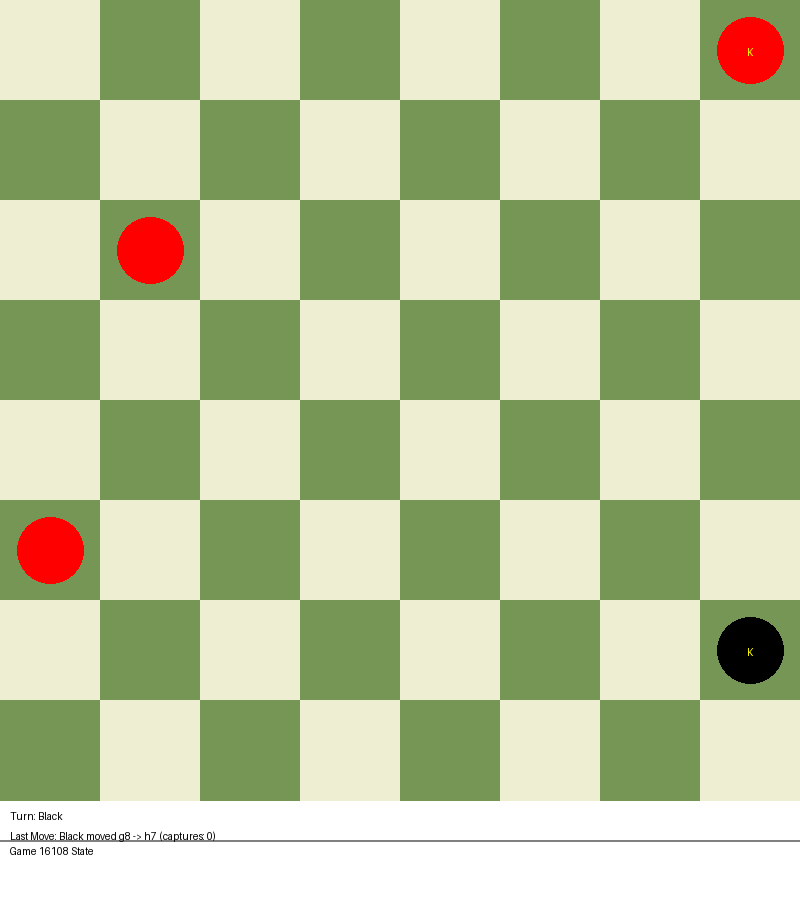 K
K
Turn: Black
Last Move: Black moved g8 -> h7 (captures: 0)
Game 16108 State